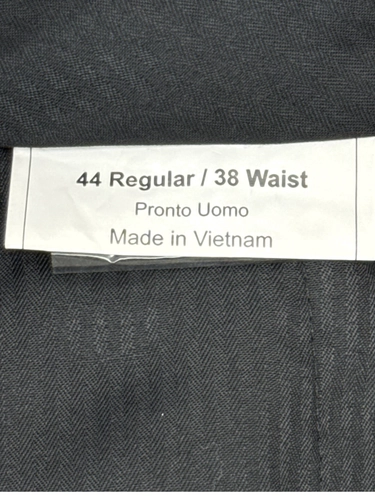 44 Regular / 38 Waist
Pronto Uomo
Made in Vietnam